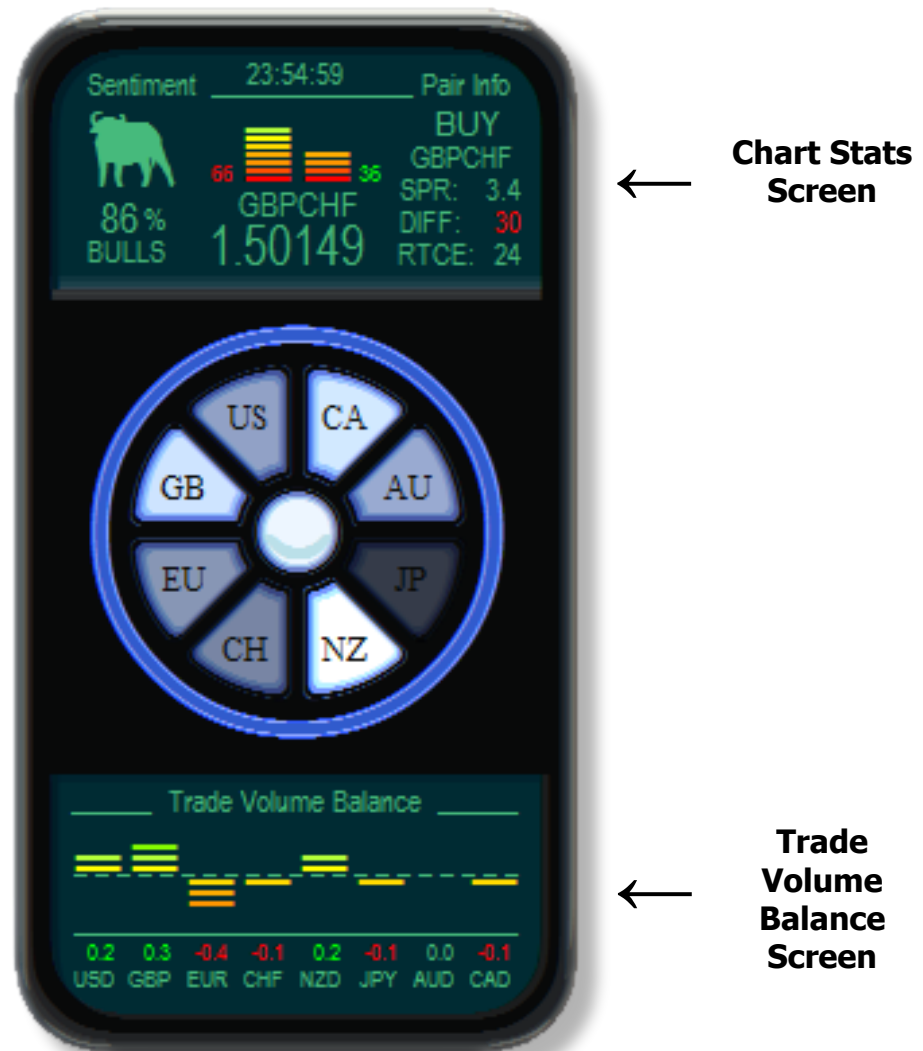 Sentiment 23:54:59 Pair Info
BUY
GBPCHF
66 36
SPR: 3.4
GBPCHF
86 % DIFF: 30
BULLS 1.50149 RTCE: 24
Chart Stats
Screen
US CA
GB AU
EU JP
CH NZ
Trade Volume Balance
0.2 0.3 -0.4 -0.1 0.2 -0.1 0.0 -0.1
USD GBP EUR CHF NZD JPY AUD CAD
Trade
Volume
Balance
Screen